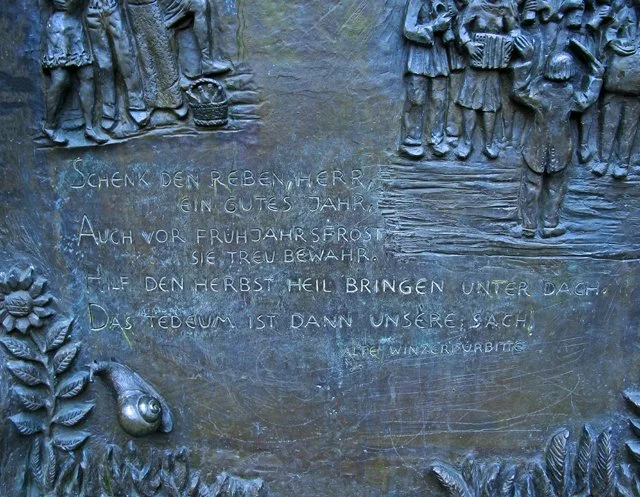 SCHENK DEN REBEN, HERR,
EIN GUTES JAHR,
AUCH VOR FRÜHJAHRSFROST
SIE TREU BEWAHR.
HILF DEN HERBST HEIL BRINGEN UNTER DACH.
DAS TEDEUM IST DANN UNSERE SACH!
ALTE WINZERFÜRBITTE